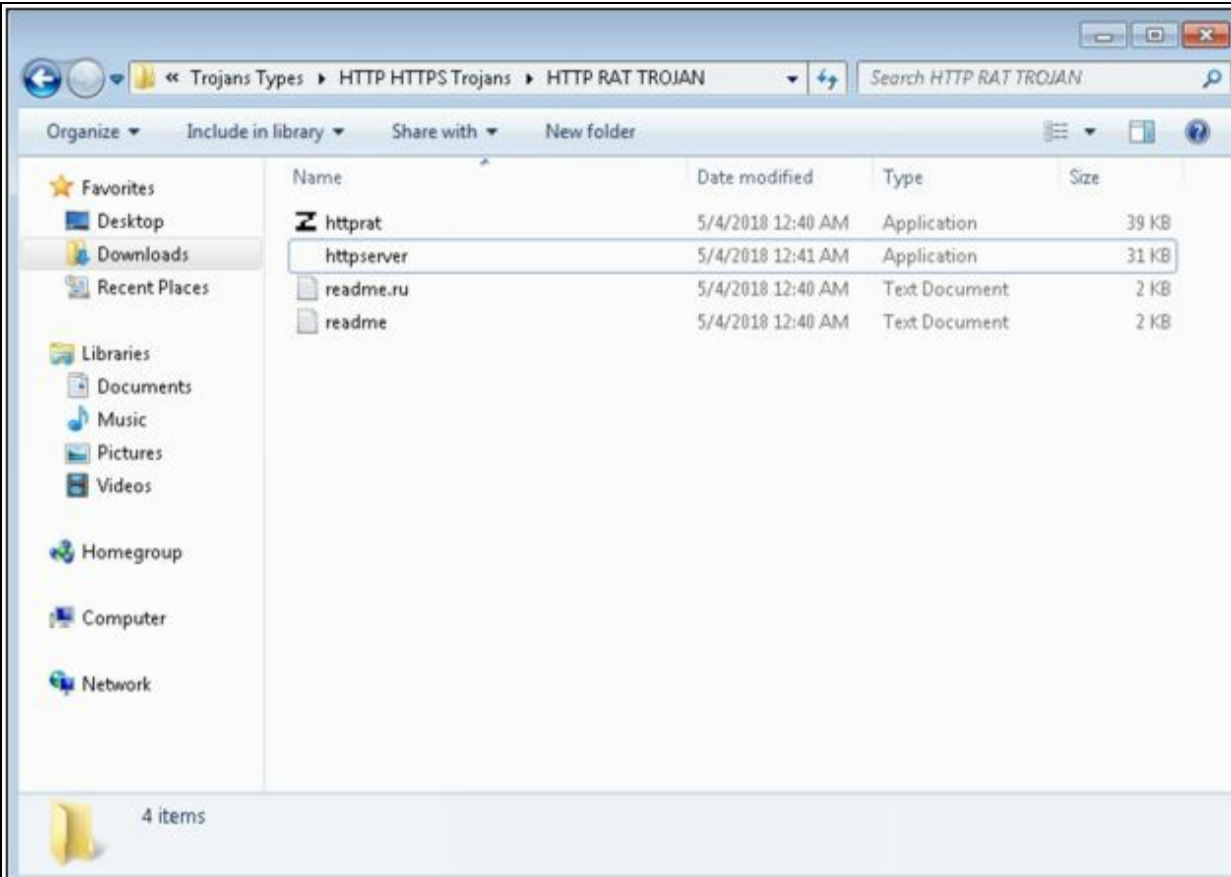 « Trojans Types ▸ HTTP HTTPS Trojans ▸ HTTP RAT TROJAN
Search HTTP RAT TROJAN
Organize Include in library Share with New folder
Favorites
Desktop
Downloads
Recent Places
Libraries
Documents
Music
Pictures
Videos
Homegroup
Computer
Network
Name Date modified Type Size
httprat 5/4/2018 12:40 AM Application 39 KB
httpserver 5/4/2018 12:41 AM Application 31 KB
readme.ru 5/4/2018 12:40 AM Text Document 2 KB
readme 5/4/2018 12:40 AM Text Document 2 KB
4 items